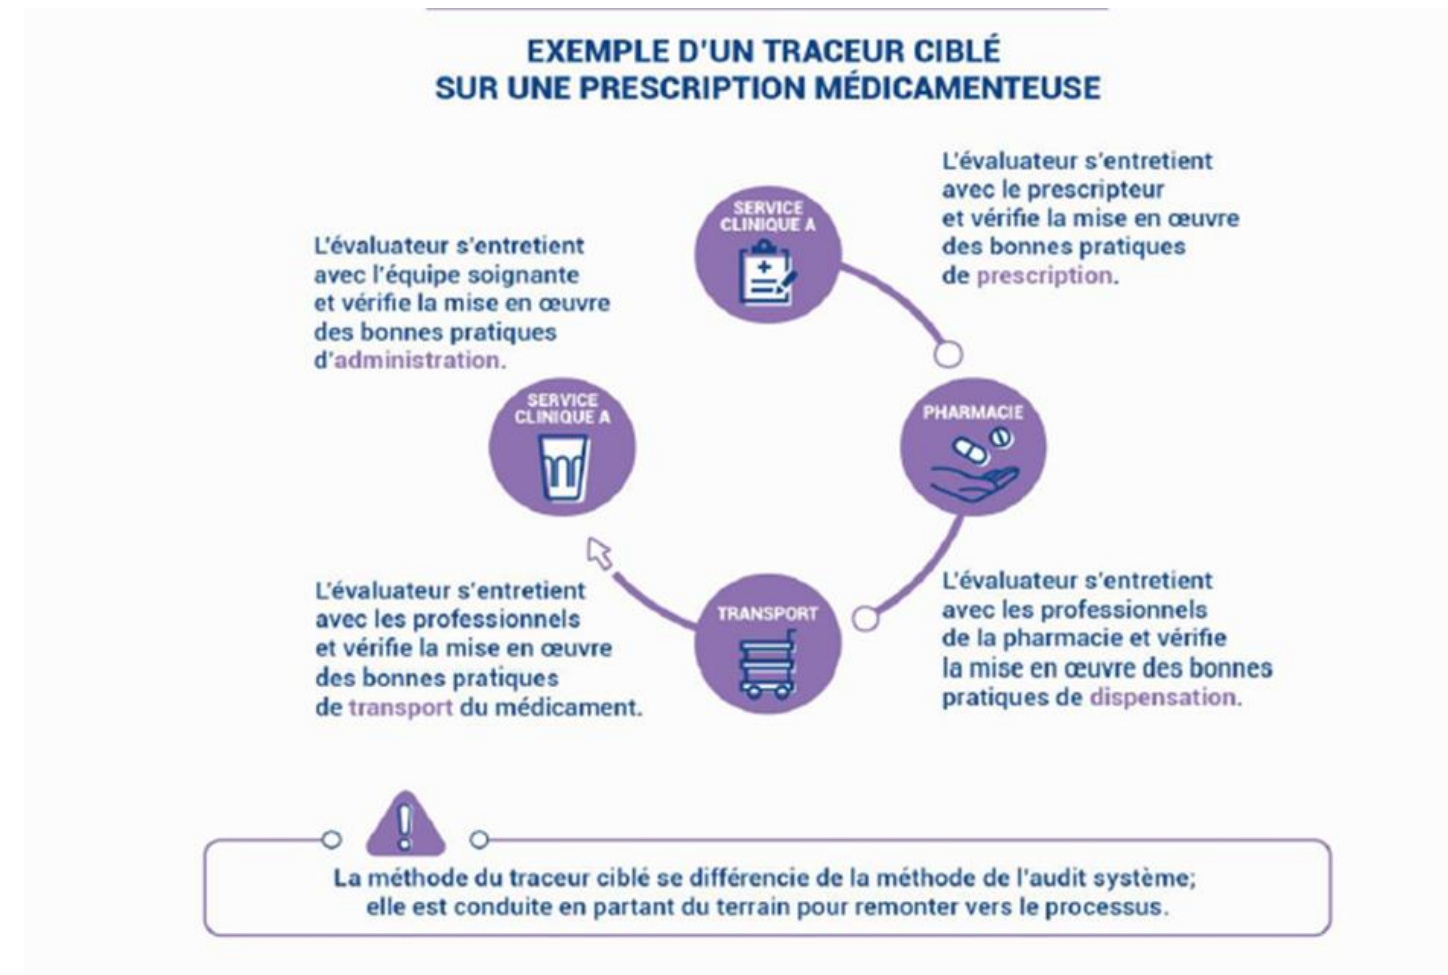 EXEMPLE D'UN TRACEUR CIBLÉ
SUR UNE PRESCRIPTION MÉDICAMENTEUSE
SERVICE
CLINIQUE A
L'évaluateur s'entretient
avec le prescripteur
et vérifie la mise en œuvre
des bonnes pratiques
de prescription.
L'évaluateur s'entretient
avec l'équipe soignante
et vérifie la mise en œuvre
des bonnes pratiques
d'administration.
SERVICE
CLINIQUE A
PHARMACIE
L'évaluateur s'entretient
avec les professionnels
de la pharmacie et vérifie
la mise en œuvre des bonnes
pratiques de dispensation.
TRANSPORT
L'évaluateur s'entretient
avec les professionnels
et vérifie la mise en œuvre
des bonnes pratiques
de transport du médicament.
La méthode du traceur ciblé se différencie de la méthode de l'audit système;
elle est conduite en partant du terrain pour remonter vers le processus.